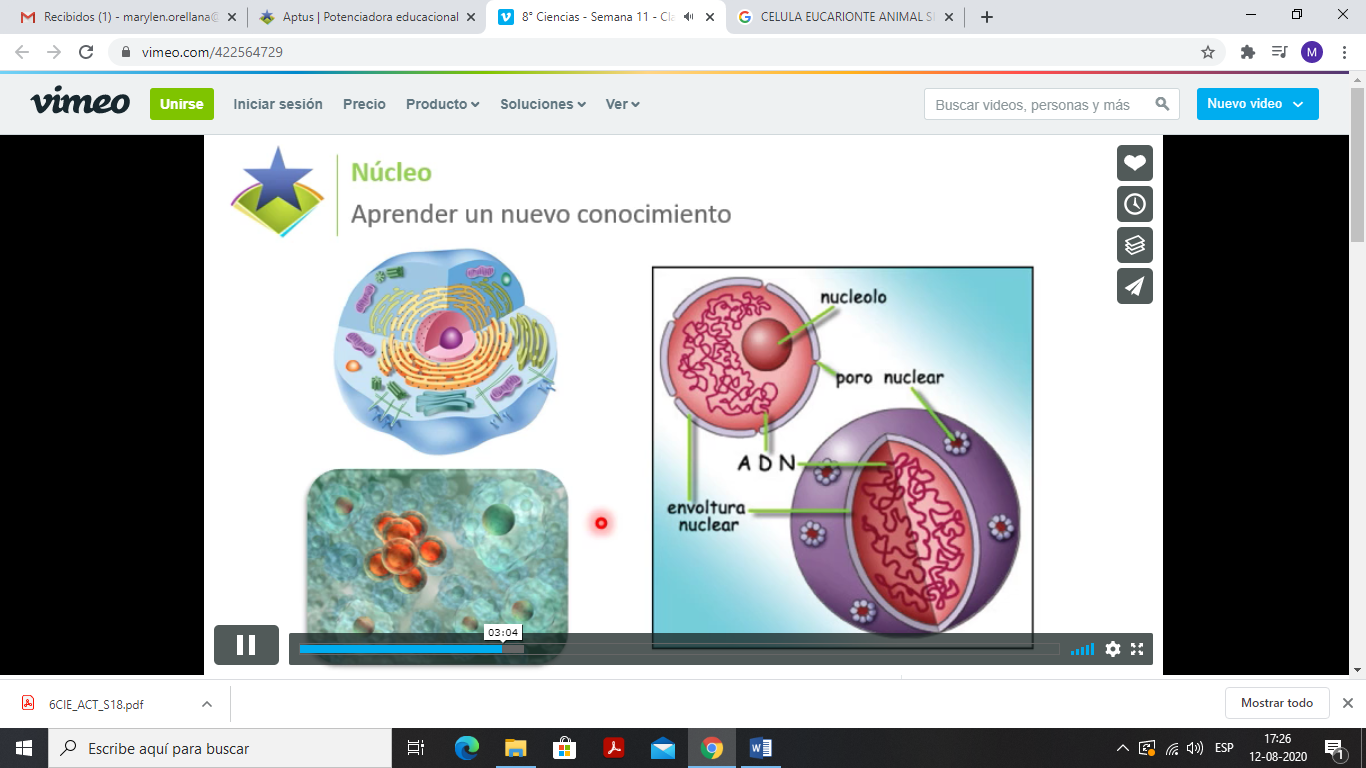 Recibidos (1) - marylen.orellana@
Aptus | Potenciadora educacional
8° Ciencias - Semana 11 - Cla
CELULA EUCARIONTE ANIMAL SI
vimeo.com/422564729
M
vimeo
Unirse
Iniciar sesión
Precio
Producto
Soluciones
Ver
Buscar videos, personas y más
Nuevo video
Núcleo
Aprender un nuevo conocimiento
nucleolo
poro nuclear
ADN
envoltura
nuclear
03:04
6CIE_ACT_S18.pdf
Mostrar todo
Escribe aquí para buscar
ESP
17:26
12-08-2020
1